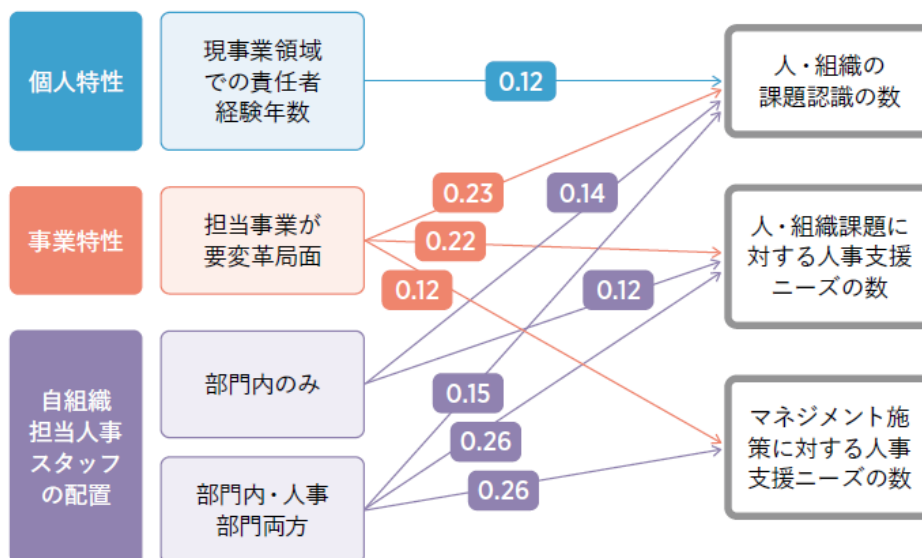 個人特性
現事業領域
での責任者
経験年数
0.12
人・組織の
課題認識の数
事業特性
担当事業が
要変革局面
0.23
0.22
0.12
0.14
0.12
人・組織課題に
対する人事支援
ニーズの数
自組織
担当人事
スタッフ
の配置
部門内のみ
部門内・人事
部門両方
0.15
0.26
0.26
マネジメント施
策に対する人事
支援ニーズの数